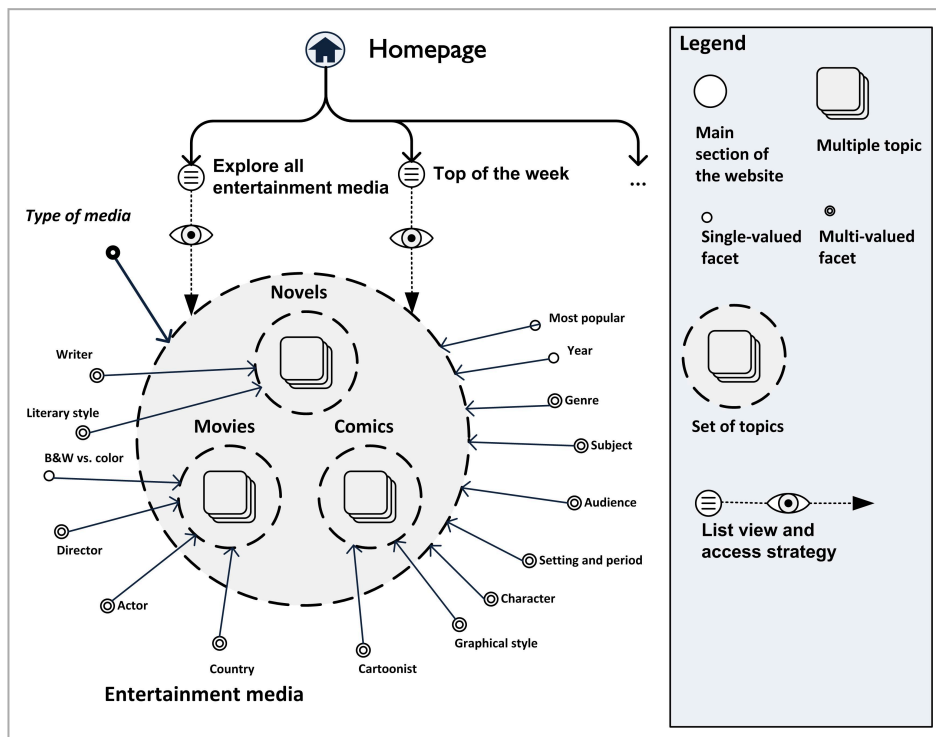 Homepage
Explore all
entertainment media
Top of the week
...
Type of media
Novels
Most popular
Writer
Year
Literary style
Genre
Movies
Comics
B&W vs. color
Subject
Audience
Director
Setting and period
Actor
Character
Graphical style
Country
Cartoonist
Entertainment media
Legend
Main
section of
the website
Multiple topic
Single-valued
facet
Multi-valued
facet
Set of topics
List view and
access strategy